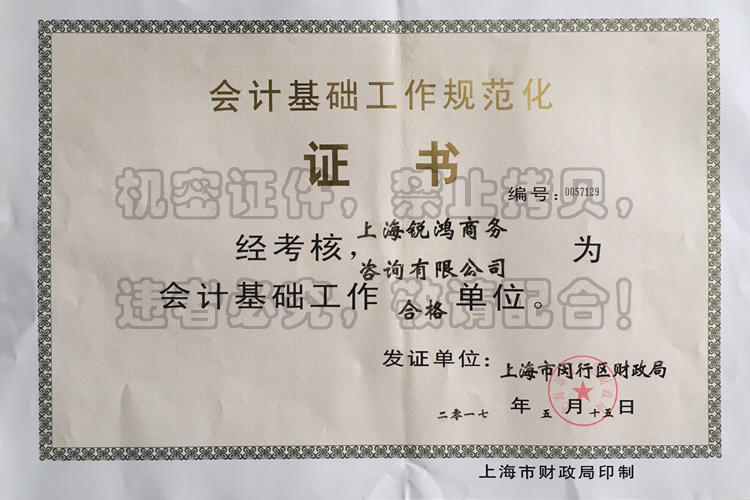 会计基础工作规范化
证书
编号：0057129
机密证件，禁止拷贝，
经考核，上海锐鸿商务咨询有限公司为
会计基础工作合格单位。
违者必究，敬请配合！
发证单位：上海市闵行区财政局
二零一七年五月十五日
上海市财政局印制